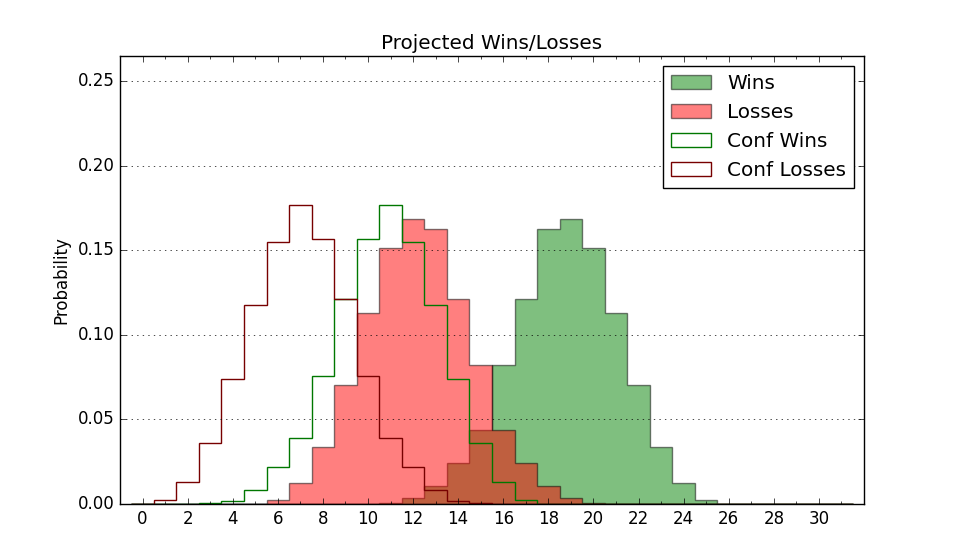 Projected Wins/Losses
Wins
Losses
Conf Wins
Conf Losses
Probability
0.25
0.20
0.15
0.10
0.05
0.00
0 2 4 6 8 10 12 14 16 18 20 22 24 26 28 30